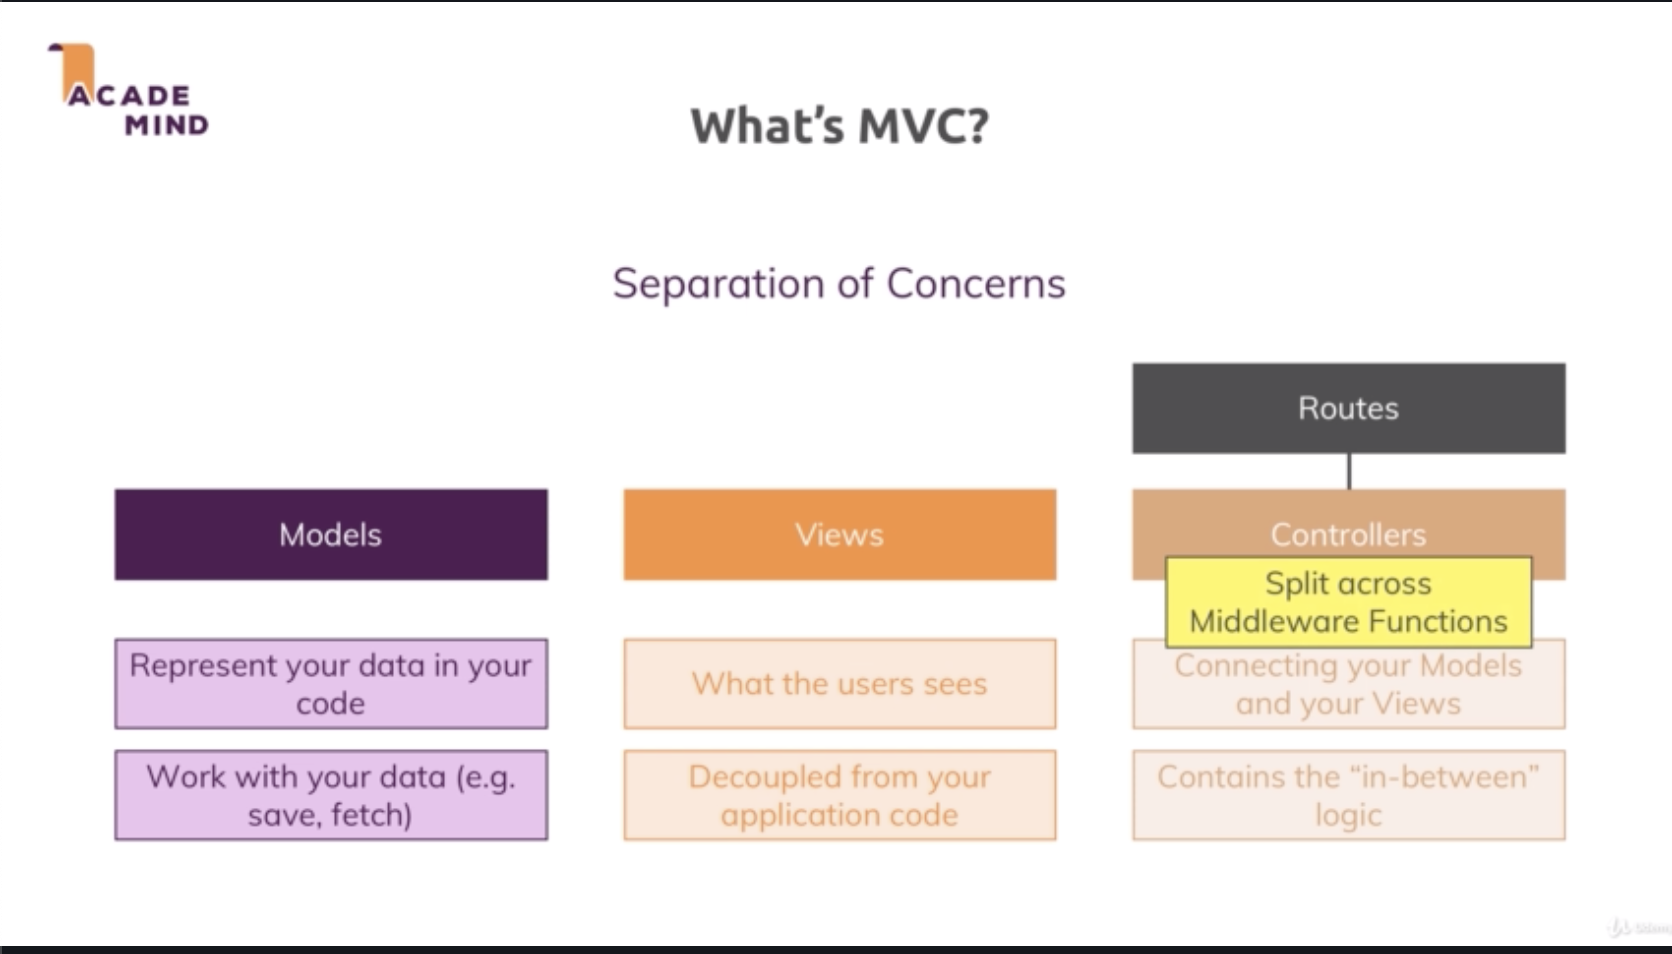 ACADE
MIND
What's MVC?
Separation of Concerns
Routes
Models
Views
Controllers
Split across
Middleware Functions
Represent your data in your
code
What the users sees
Connecting your Models
and your Views
Work with your data (e.g.
save, fetch)
Decoupled from your
application code
Contains the “in-between”
logic